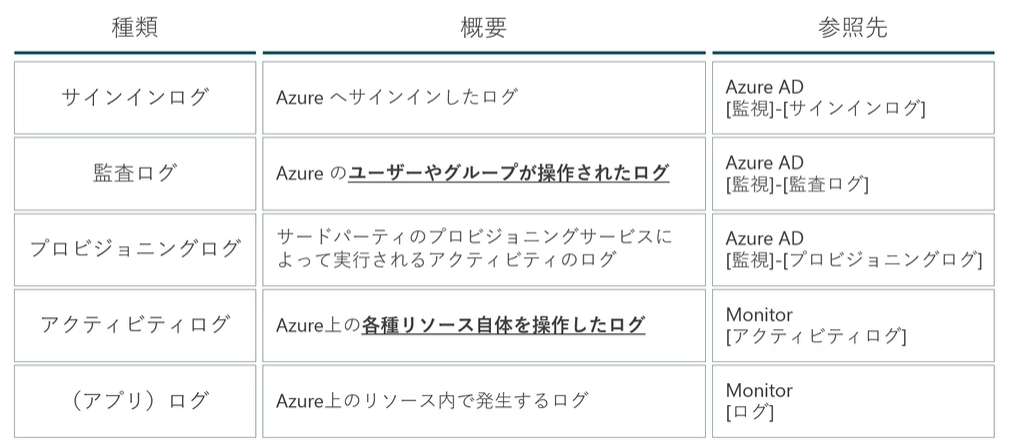 種類
概要
参照先
サインインログ
Azure へサインインしたログ
Azure AD
[監視]-[サインインログ]
監査ログ
Azure のユーザーやグループが操作されたログ
Azure AD
[監視]-[監査ログ]
プロビジョニングログ
サードパーティのプロビジョニングサービスに
よって実行されるアクティビティのログ
Azure AD
[監視]-[プロビジョニングログ]
アクティビティログ
Azure上の各種リソース自体を操作したログ
Monitor
[アクティビティログ]
（アプリ）ログ
Azure上のリソース内で発生するログ
Monitor
[ログ]